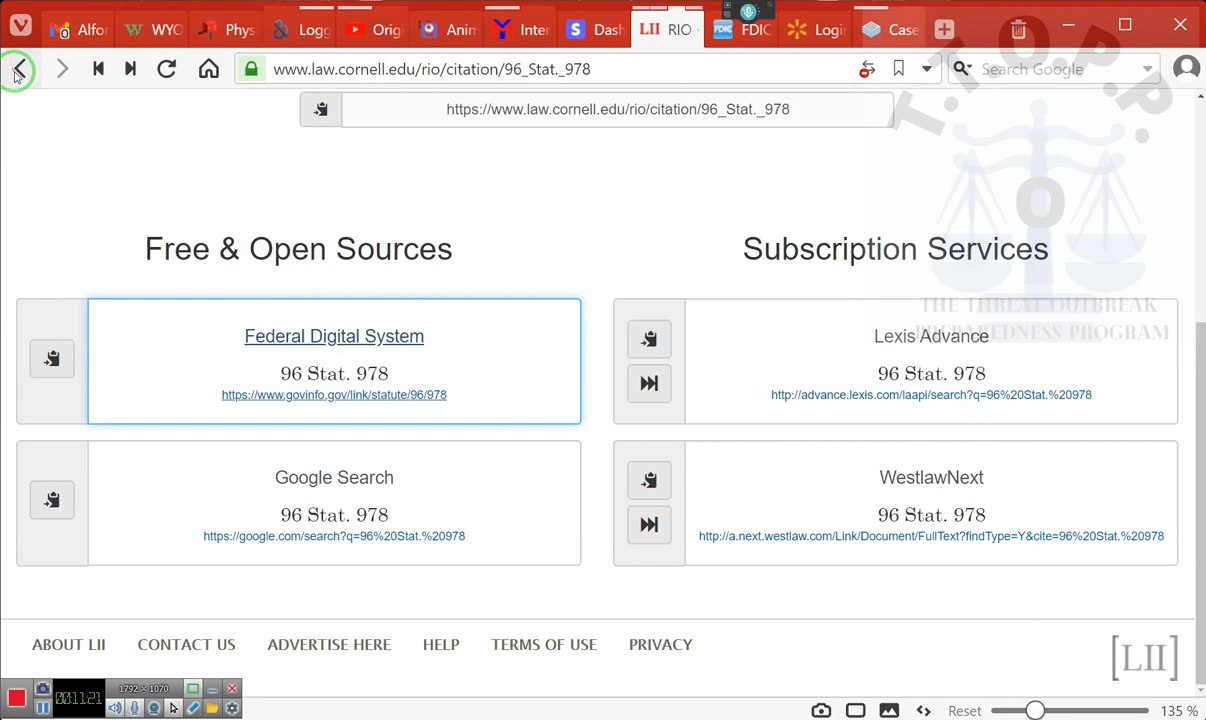 Alfor
WYO
Phys
Logg
Orig
Anin
Inter
S Dash
LII RIO
FDIC FDIC
Logi
Case
www.law.cornell.edu/rio/citation/96_Stat._978
Search Google
https://www.law.cornell.edu/rio/citation/96_Stat._978
T.T.O.P.P.
O
THE THREAT OUTBREAK
PREPAREDNESS PROGRAM
Free & Open Sources
Federal Digital System
96 Stat. 978
https://www.govinfo.gov/link/statute/96/978
Google Search
96 Stat. 978
https://google.com/search?q=96%20Stat.%20978
Subscription Services
Lexis Advance
96 Stat. 978
http://advance.lexis.com/laapi/search?q=96%20Stat.%20978
WestlawNext
96 Stat. 978
http://a.next.westlaw.com/Link/Document/FullText?findType=Y&cite=96%20Stat.%20978
ABOUT LII CONTACT US ADVERTISE HERE HELP TERMS OF USE PRIVACY
[LII]
1792 × 1070
Reset 135 %